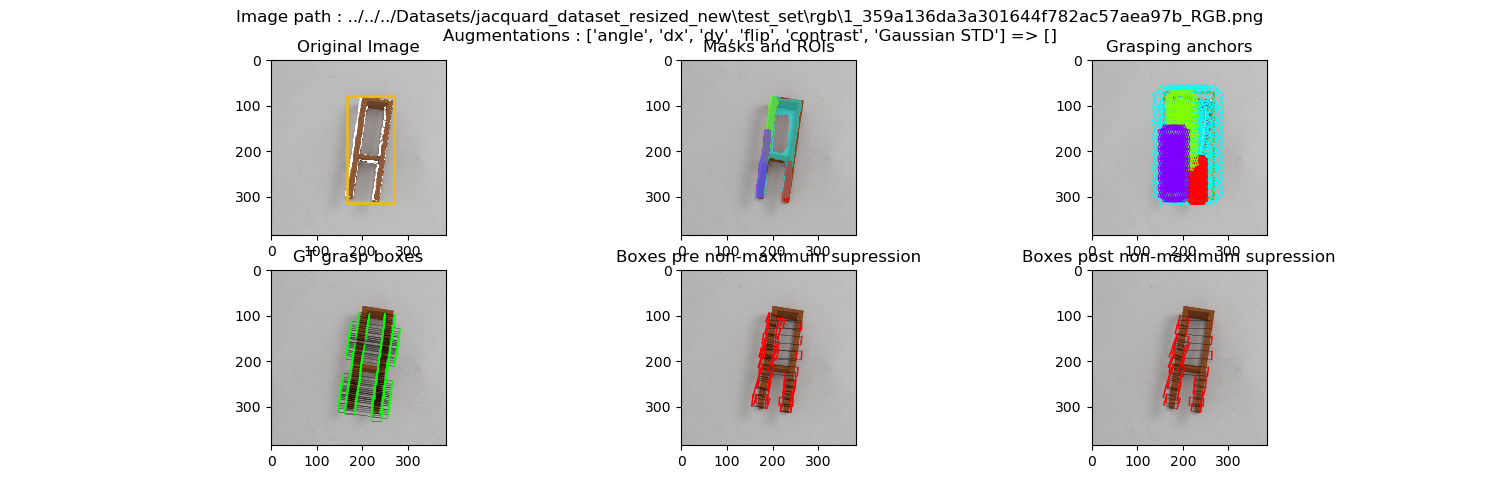 Image path : ../../../Datasets/jacquard_dataset_resized_new\test_set\rgb\1_359a136da3a301644f782ac57aea97b_RGB.png
Augmentations : ['angle', 'dx', 'dy', 'flip', 'contrast', 'Gaussian STD'] => []
Original Image
Masks and ROIs
Grasping anchors
0
100
200
300
0 100 200 300
0
100
200
300
0 100 200 300
0
100
200
300
0 100 200 300
GT grasp boxes
Boxes pre non-maximum supression
Boxes post non-maximum supression
0
100
200
300
0 100 200 300
0
100
200
300
0 100 200 300
0
100
200
300
0 100 200 300